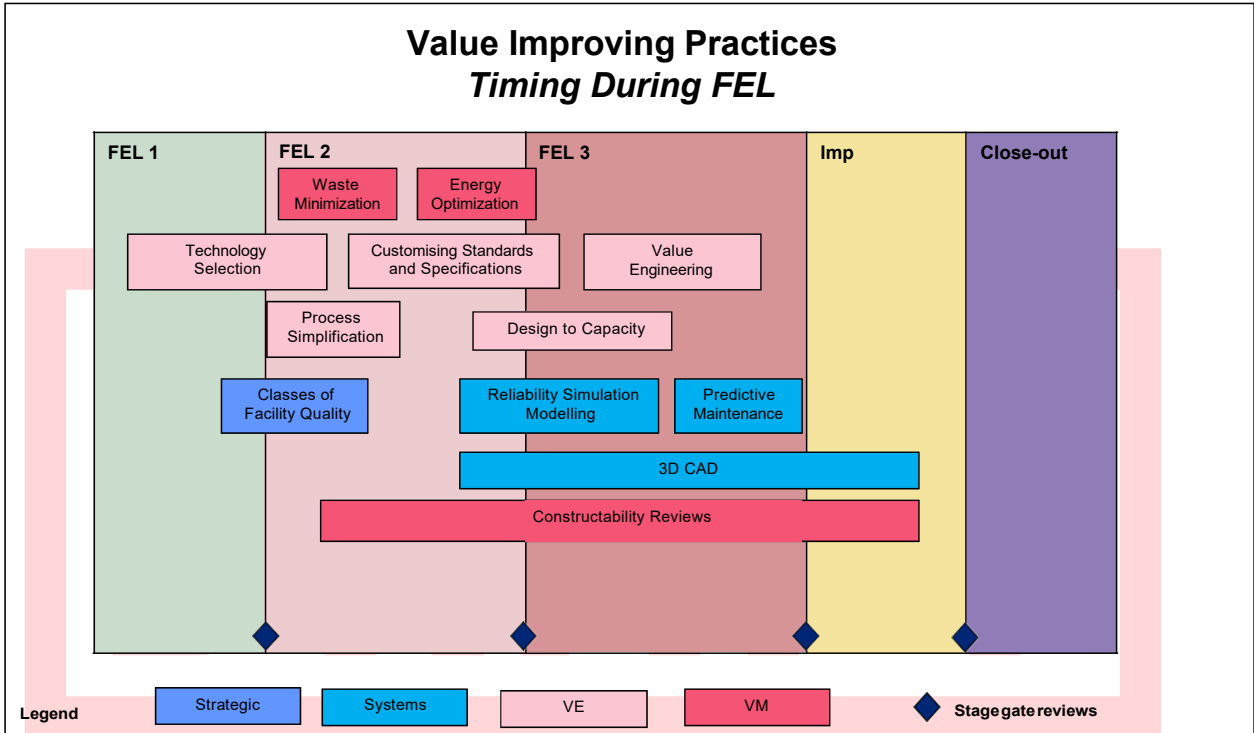 Value Improving Practices
Timing During FEL
FEL 1
FEL 2
FEL 3
Imp
Close-out
Waste
Minimization
Energy
Optimization
Technology
Selection
Customising Standards
and Specifications
Value
Engineering
Process
Simplification
Design to Capacity
Classes of
Facility Quality
Reliability Simulation
Modelling
Predictive
Maintenance
3D CAD
Constructability Reviews
Legend
Strategic
Systems
VE
VM
Stage gate reviews